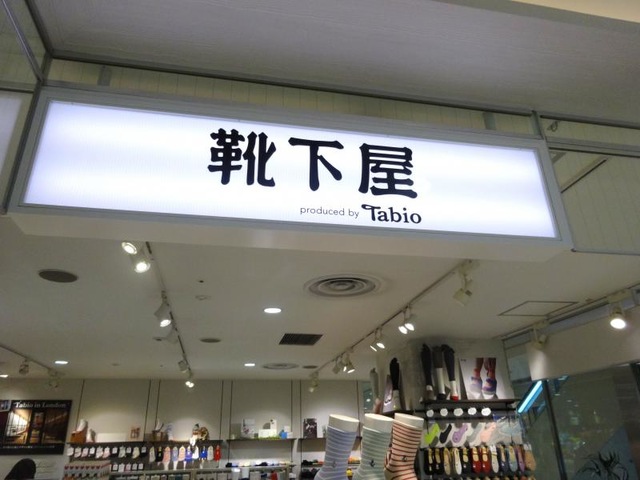 靴下屋
produced by Tabio
Tabio in London